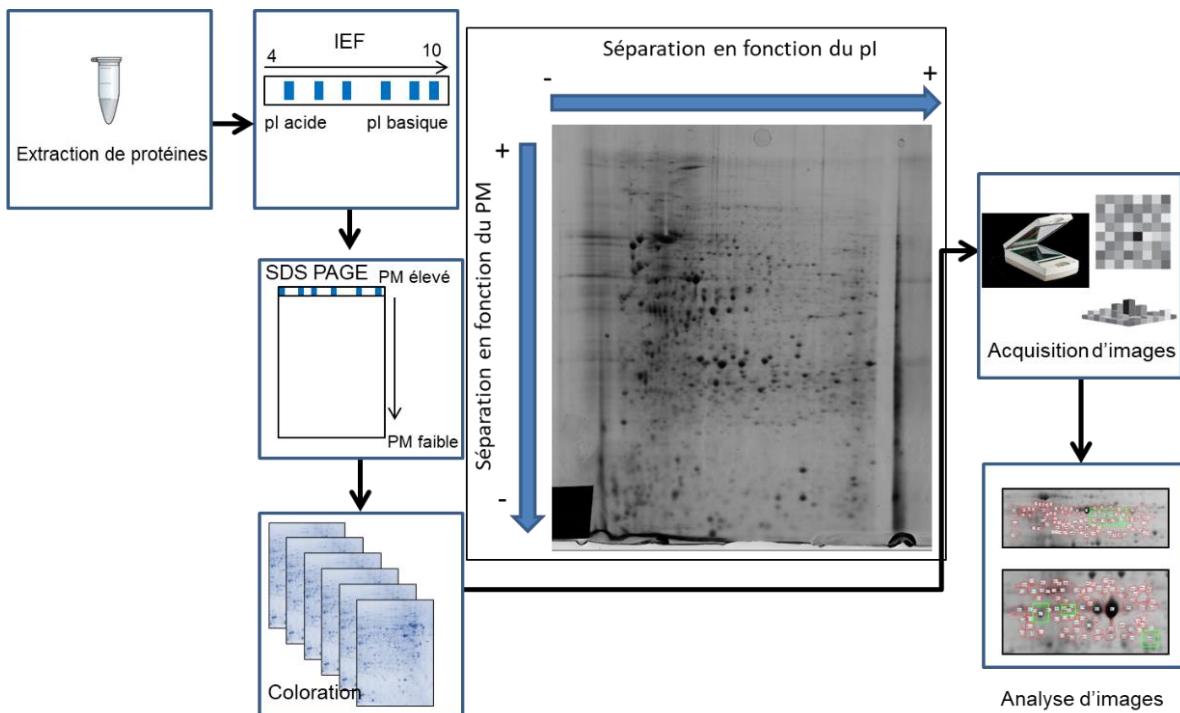 Extraction de protéines
IEF
4
10
pI acide
pI basique
SDS PAGE
PM élevé
PM faible
Coloration
Séparation en fonction du pI
-
+
+
Séparation en fonction du PM
-
Acquisition d'images
Analyse d'images